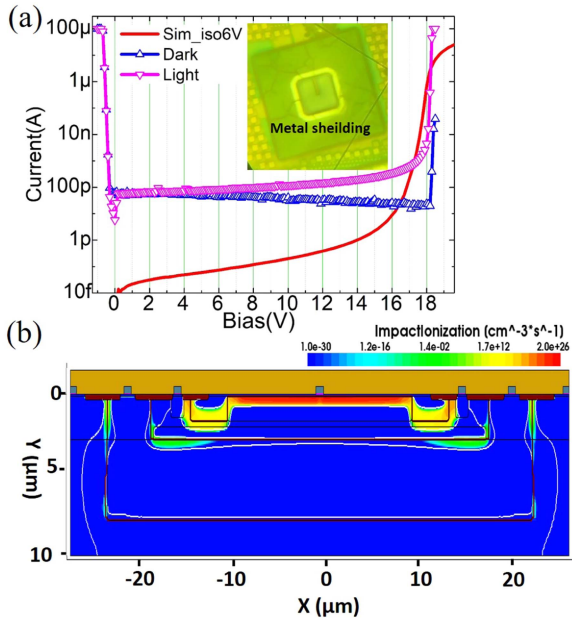 (a)
100μ
1μ
10n
100p
1p
10f
Current(A)
Sim_iso6V
Dark
Light
Metal sheilding
0 2 4 6 8 10 12 14 16 18
Bias(V)
(b)
Impactionization (cm^-3*s^-1)
1.0e-30 1.2e-16 1.4e-02 1.7e+12 2.0e+26
0
5
10
Y (μm)
-20 -10 0 10 20
X (μm)